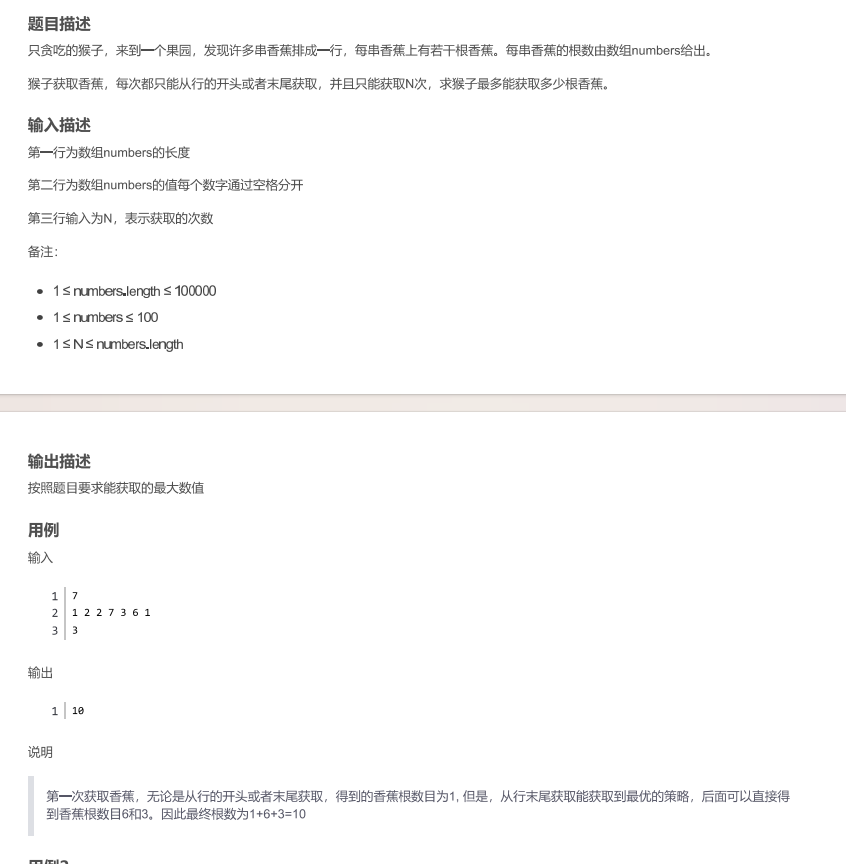 题目描述
只贪吃的猴子，来到一个果园，发现许多串香蕉排成一行，每串香蕉上有若干根香蕉。每串香蕉的根数由数组numbers给出。
猴子获取香蕉，每次都只能从行的开头或者末尾获取，并且只能获取N次，求猴子最多能获取多少根香蕉。
输入描述
第一行为数组numbers的长度
第二行为数组numbers的值每个数字通过空格分开
第三行输入为N，表示获取的次数
备注：
• 1 ≤ numbers.length ≤ 100000
• 1 ≤ numbers ≤ 100
• 1 ≤ N ≤ numbers.length
输出描述
按照题目要求能获取的最大数值
用例
输入
1 7
2 1 2 2 7 3 6 1
3 3
输出
1 10
说明
第一次获取香蕉，无论是从行的开头或者末尾获取，得到的香蕉根数目为1, 但是，从行末尾获取能获取到最优的策略，后面可以直接得
到香蕉根数目6和3。因此最终根数为1+6+3=10